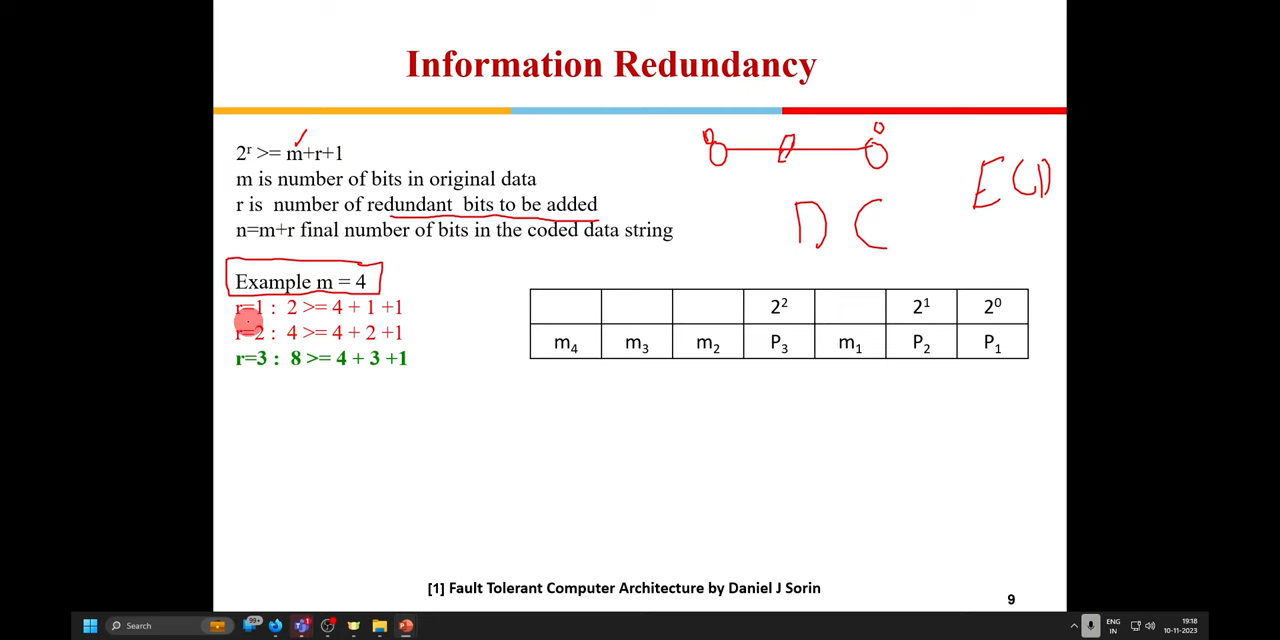 Information Redundancy
2ʳ >= m+r+1
m is number of bits in original data
r is number of redundant bits to be added
n=m+r final number of bits in the coded data string
D C
Example m = 4
r=1 : 2 >= 4 + 1 +1
r=2 : 4 >= 4 + 2 +1
r=3 : 8 >= 4 + 3 +1
2² 2¹ 2⁰
m₄ m₃ m₂ P₃ m₁ P₂ P₁
[1] Fault Tolerant Computer Architecture by Daniel J Sorin
9
Search
99+
ENG
IN
19:18
10-11-2023